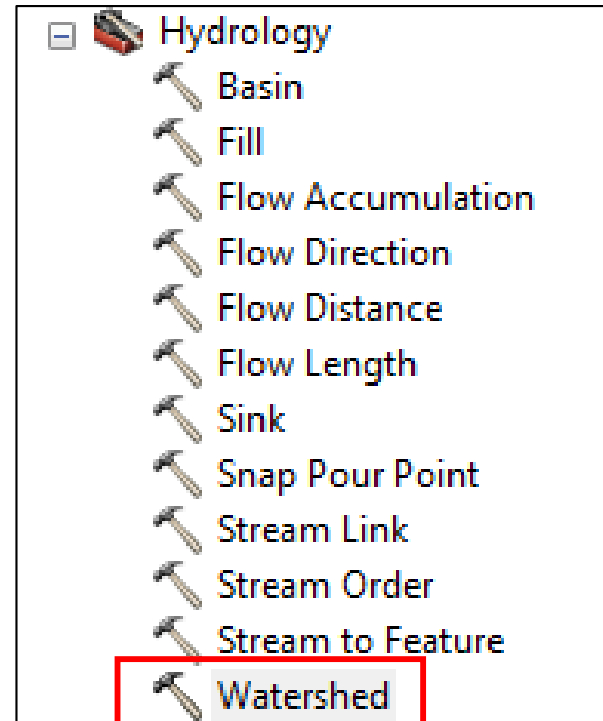 Hydrology
Basin
Fill
Flow Accumulation
Flow Direction
Flow Distance
Flow Length
Sink
Snap Pour Point
Stream Link
Stream Order
Stream to Feature
Watershed